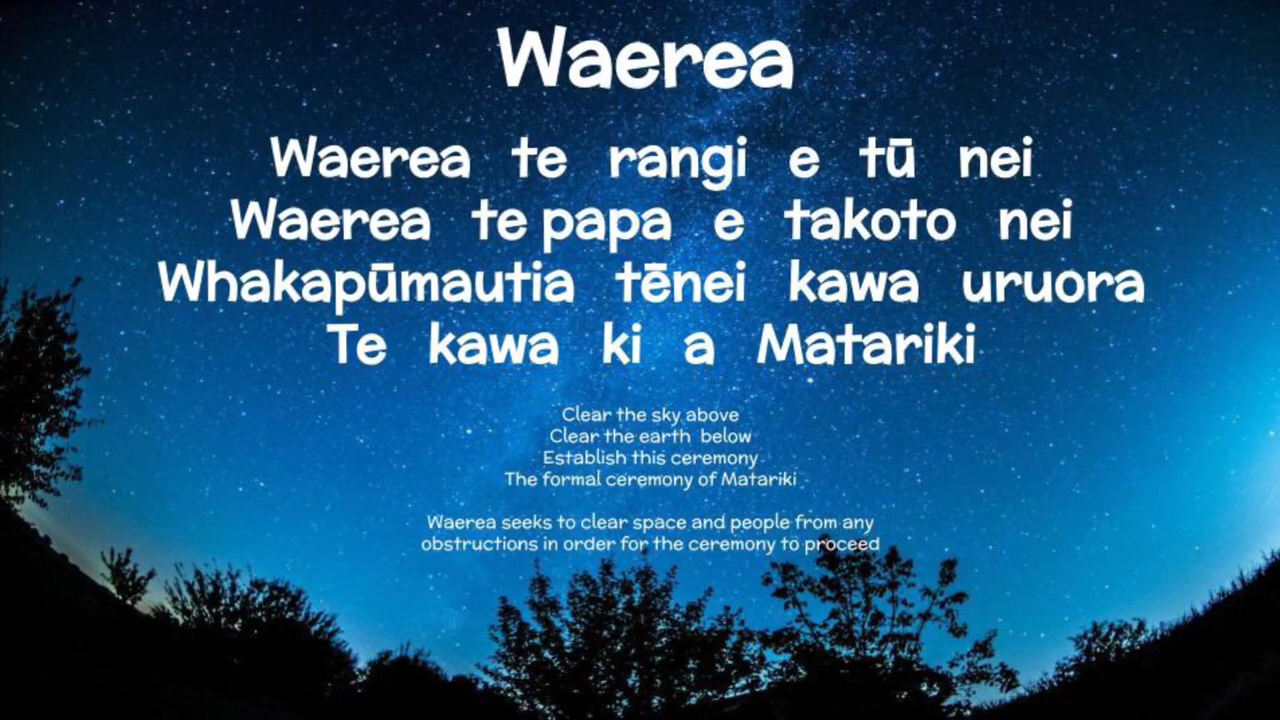 Waerea
Waerea te rangi e tū nei
Waerea te papa e takoto nei
Whakapūmautia tēnei kawa uruora
Te kawa ki a Matariki
Clear the sky above
Clear the earth below
Establish this ceremony
The formal ceremony of Matariki
Waerea seeks to clear space and people from any
obstructions in order for the ceremony to proceed